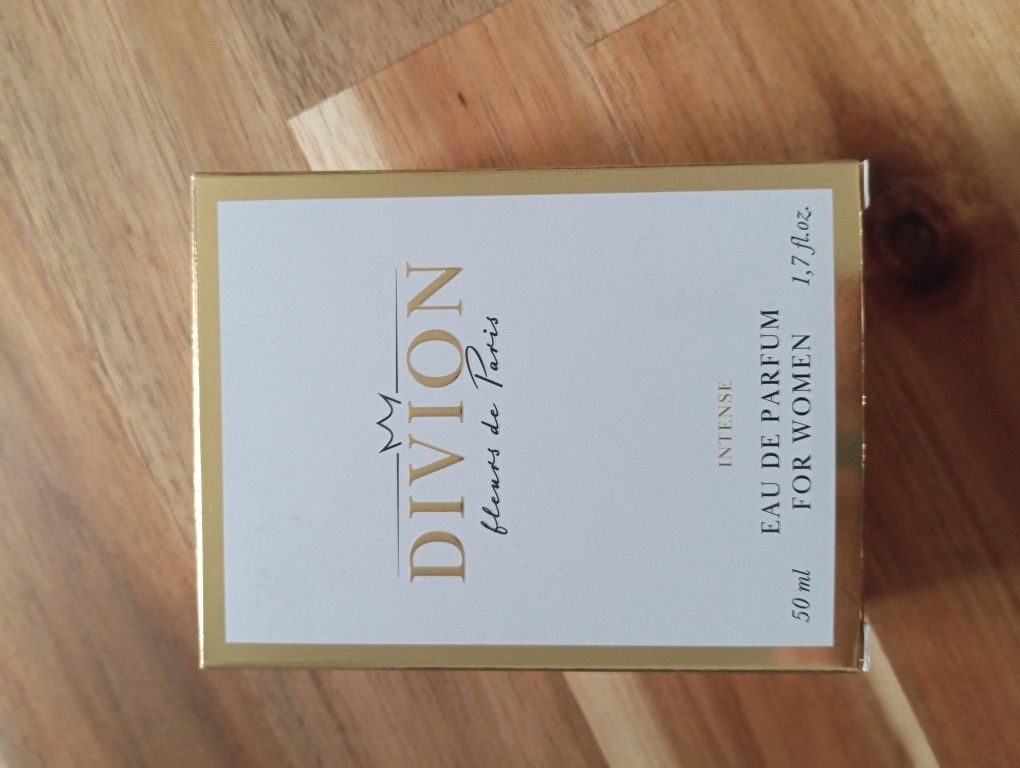 DIVION
fleurs de Paris
INTENSE
EAU DE PARFUM
50 ml FOR WOMEN 1,7 fl.oz.